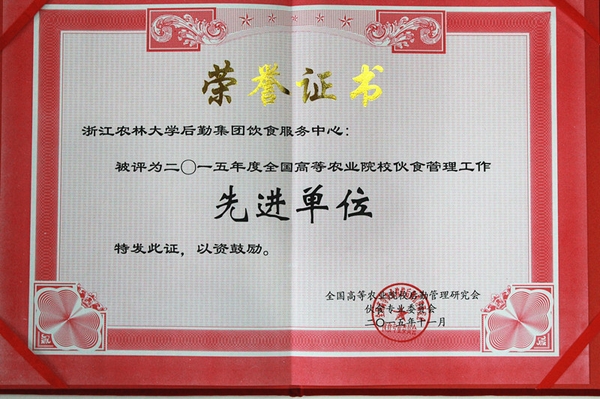 荣誉证书
浙江农林大学后勤集团饮食服务中心：
被评为二〇一五年度全国高等农业院校伙食管理工作
先进单位
特发此证，以资鼓励。
全国高等农业院校后勤管理研究会
伙食专业委员会
二〇一五年十一月